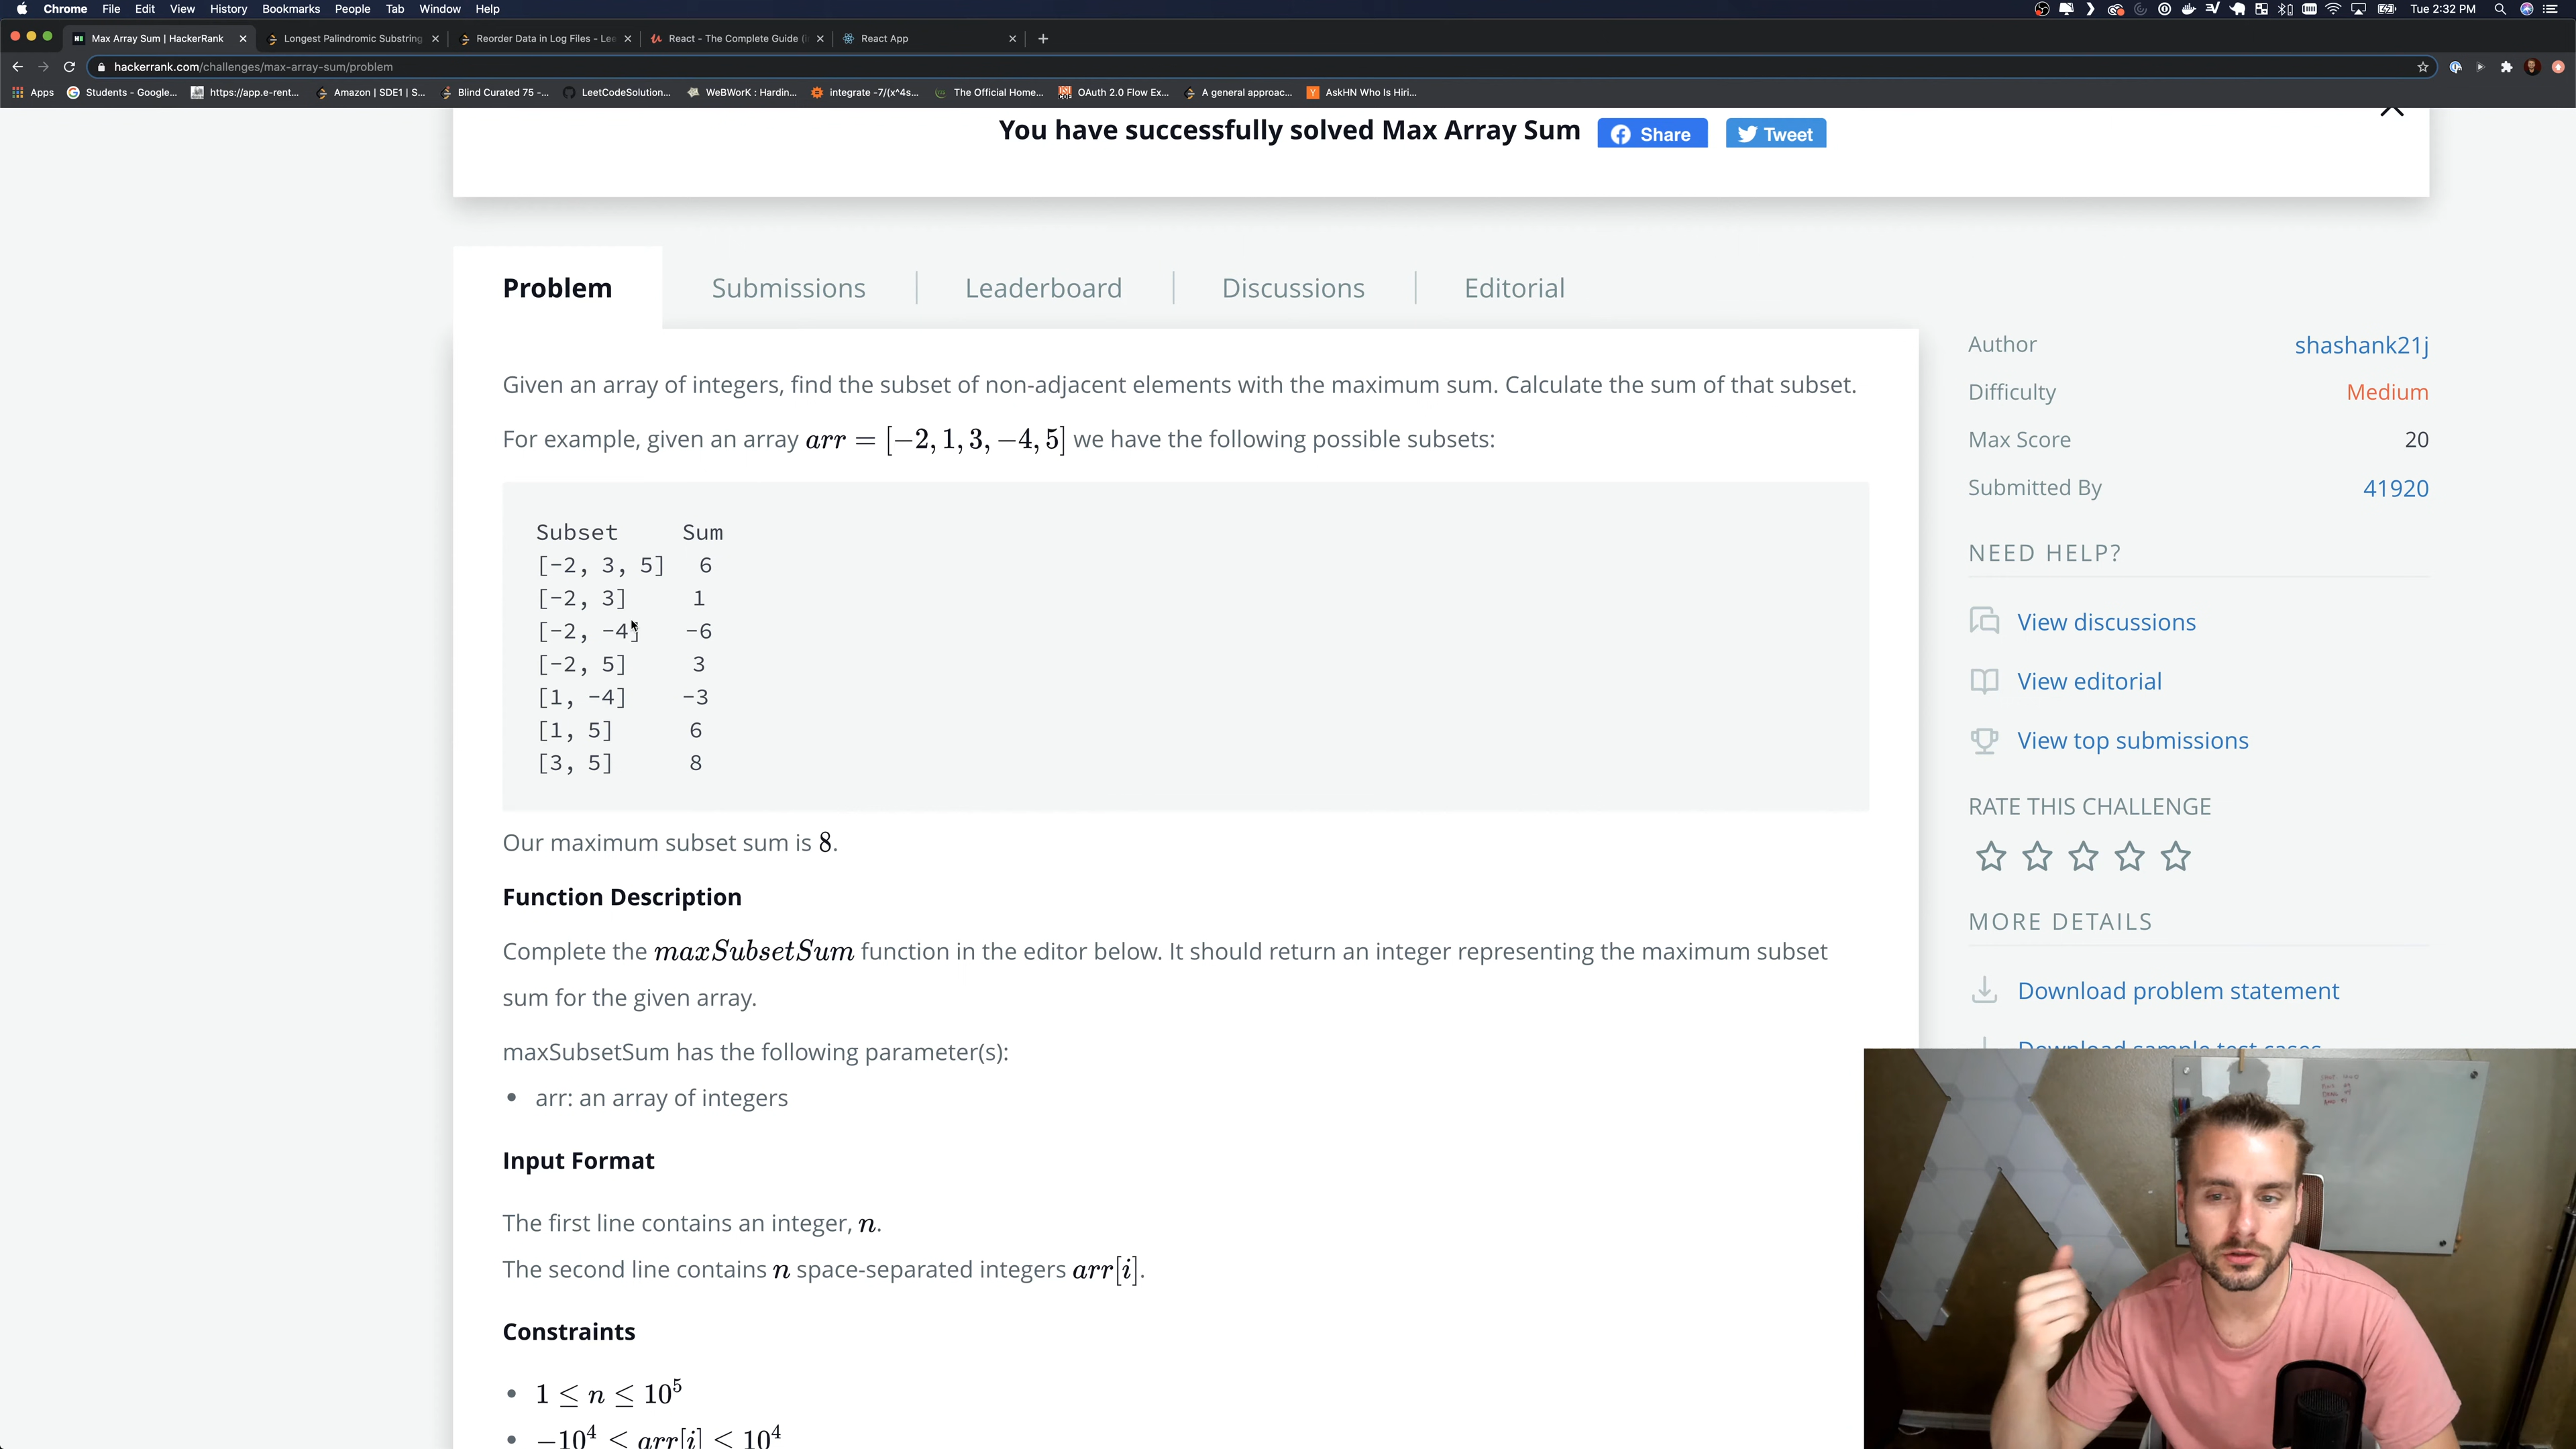 Chrome File Edit View History Bookmarks People Tab Window Help
Tue 2:32 PM
Max Array Sum | HackerRank
Longest Palindromic Substring
Reorder Data in Log Files - Lee
React - The Complete Guide (i
React App
hackerrank.com/challenges/max-array-sum/problem
Apps Students - Google... https://app.e-rent... Amazon | SDE1 | S... Blind Curated 75 -... LeetCodeSolution... WeBWorK : Hardin... integrate -7/(x^4s... The Official Home... OAuth 2.0 Flow Ex... A general approac... AskHN Who Is Hiri...
You have successfully solved Max Array Sum Share Tweet
Problem Submissions Leaderboard Discussions Editorial
Given an array of integers, find the subset of non-adjacent elements with the maximum sum. Calculate the sum of that subset.
For example, given an array arr = [−2, 1, 3, −4, 5] we have the following possible subsets:
Subset Sum
[-2, 3, 5] 6
[-2, 3] 1
[-2, -4] -6
[-2, 5] 3
[1, -4] -3
[1, 5] 6
[3, 5] 8
Our maximum subset sum is 8.
Function Description
Complete the maxSubsetSum function in the editor below. It should return an integer representing the maximum subset
sum for the given array.
maxSubsetSum has the following parameter(s):
• arr: an array of integers
Input Format
The first line contains an integer, n.
The second line contains n space-separated integers arr[i].
Constraints
• 1 ≤ n ≤ 10^5
• −10^4 ≤ arr[i] ≤ 10^4
Author shashank21j
Difficulty Medium
Max Score 20
Submitted By 41920
NEED HELP?
View discussions
View editorial
View top submissions
RATE THIS CHALLENGE
MORE DETAILS
Download problem statement
Download sample test cases